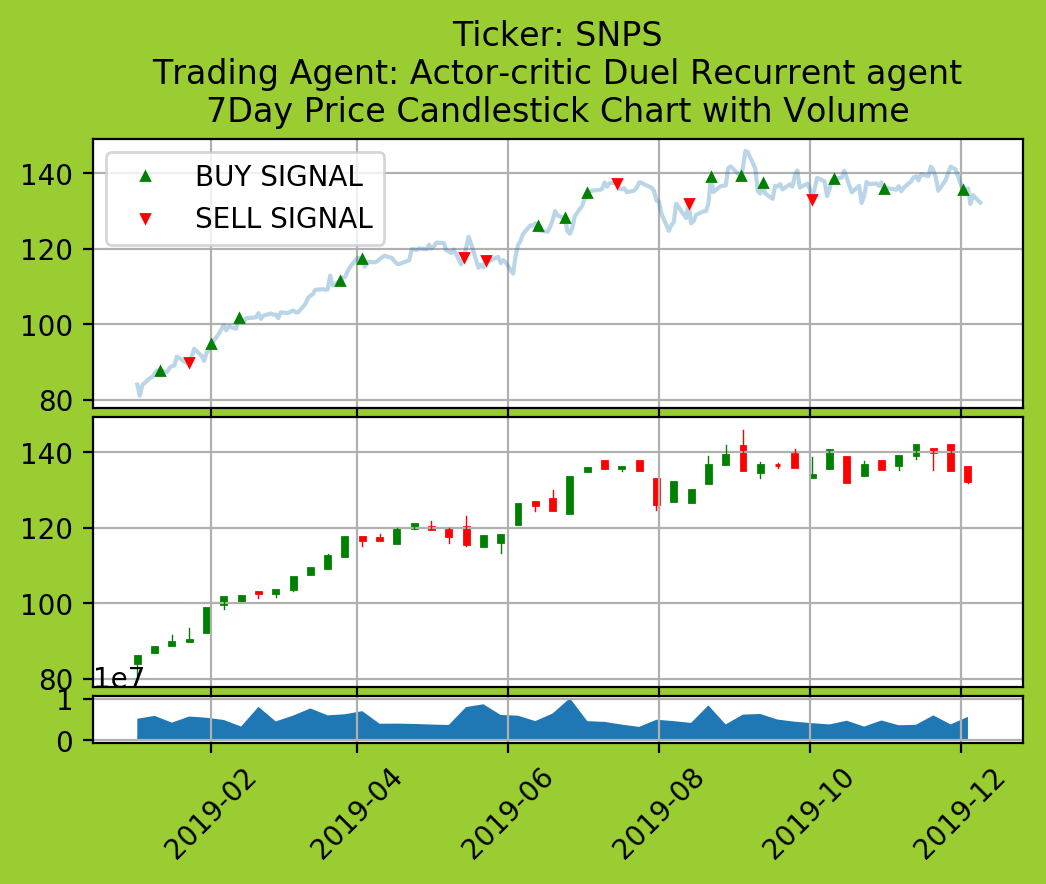 Ticker: SNPS
Trading Agent: Actor-critic Duel Recurrent agent
7Day Price Candlestick Chart with Volume
BUY SIGNAL
SELL SIGNAL
140
120
100
80
140
120
100
80
1e7
1
0
2019-02
2019-04
2019-06
2019-08
2019-10
2019-12